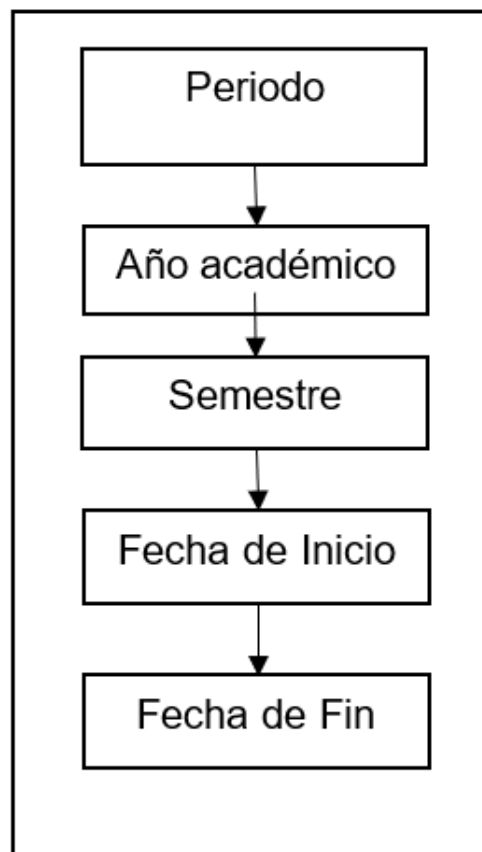 Periodo
Año académico
Semestre
Fecha de Inicio
Fecha de Fin